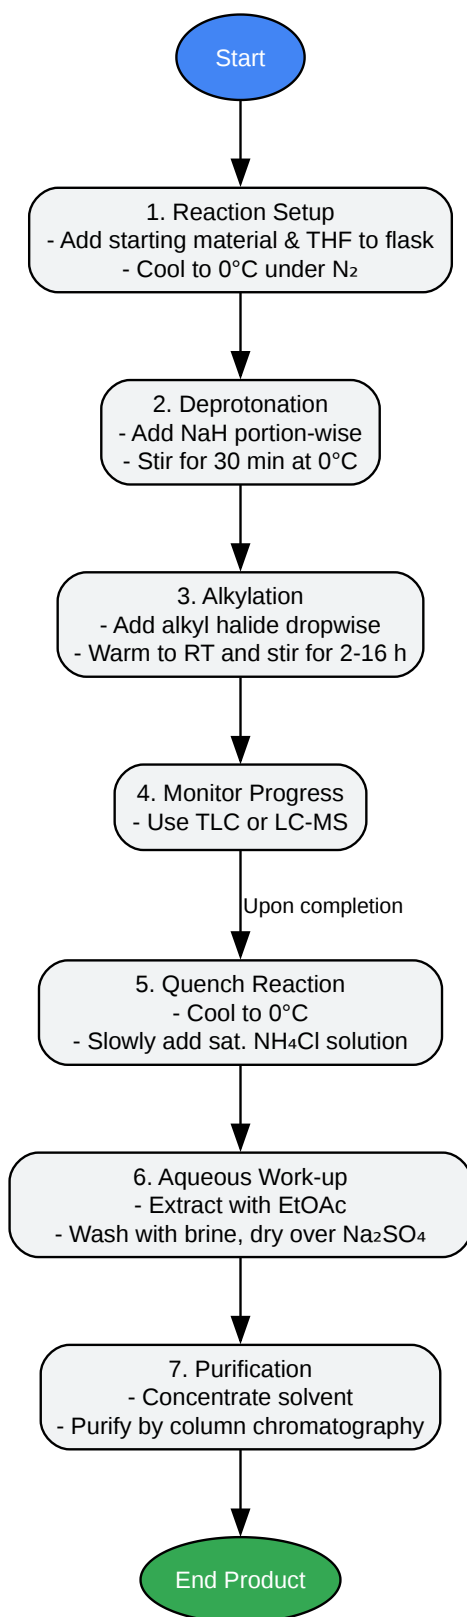 Start
1. Reaction Setup
- Add starting material & THF to flask
- Cool to 0°C under N₂
2. Deprotonation
- Add NaH portion-wise
- Stir for 30 min at 0°C
3. Alkylation
- Add alkyl halide dropwise
- Warm to RT and stir for 2-16 h
4. Monitor Progress
- Use TLC or LC-MS
Upon completion
5. Quench Reaction
- Cool to 0°C
- Slowly add sat. NH₄Cl solution
6. Aqueous Work-up
- Extract with EtOAc
- Wash with brine, dry over Na₂SO₄
7. Purification
- Concentrate solvent
- Purify by column chromatography
End Product